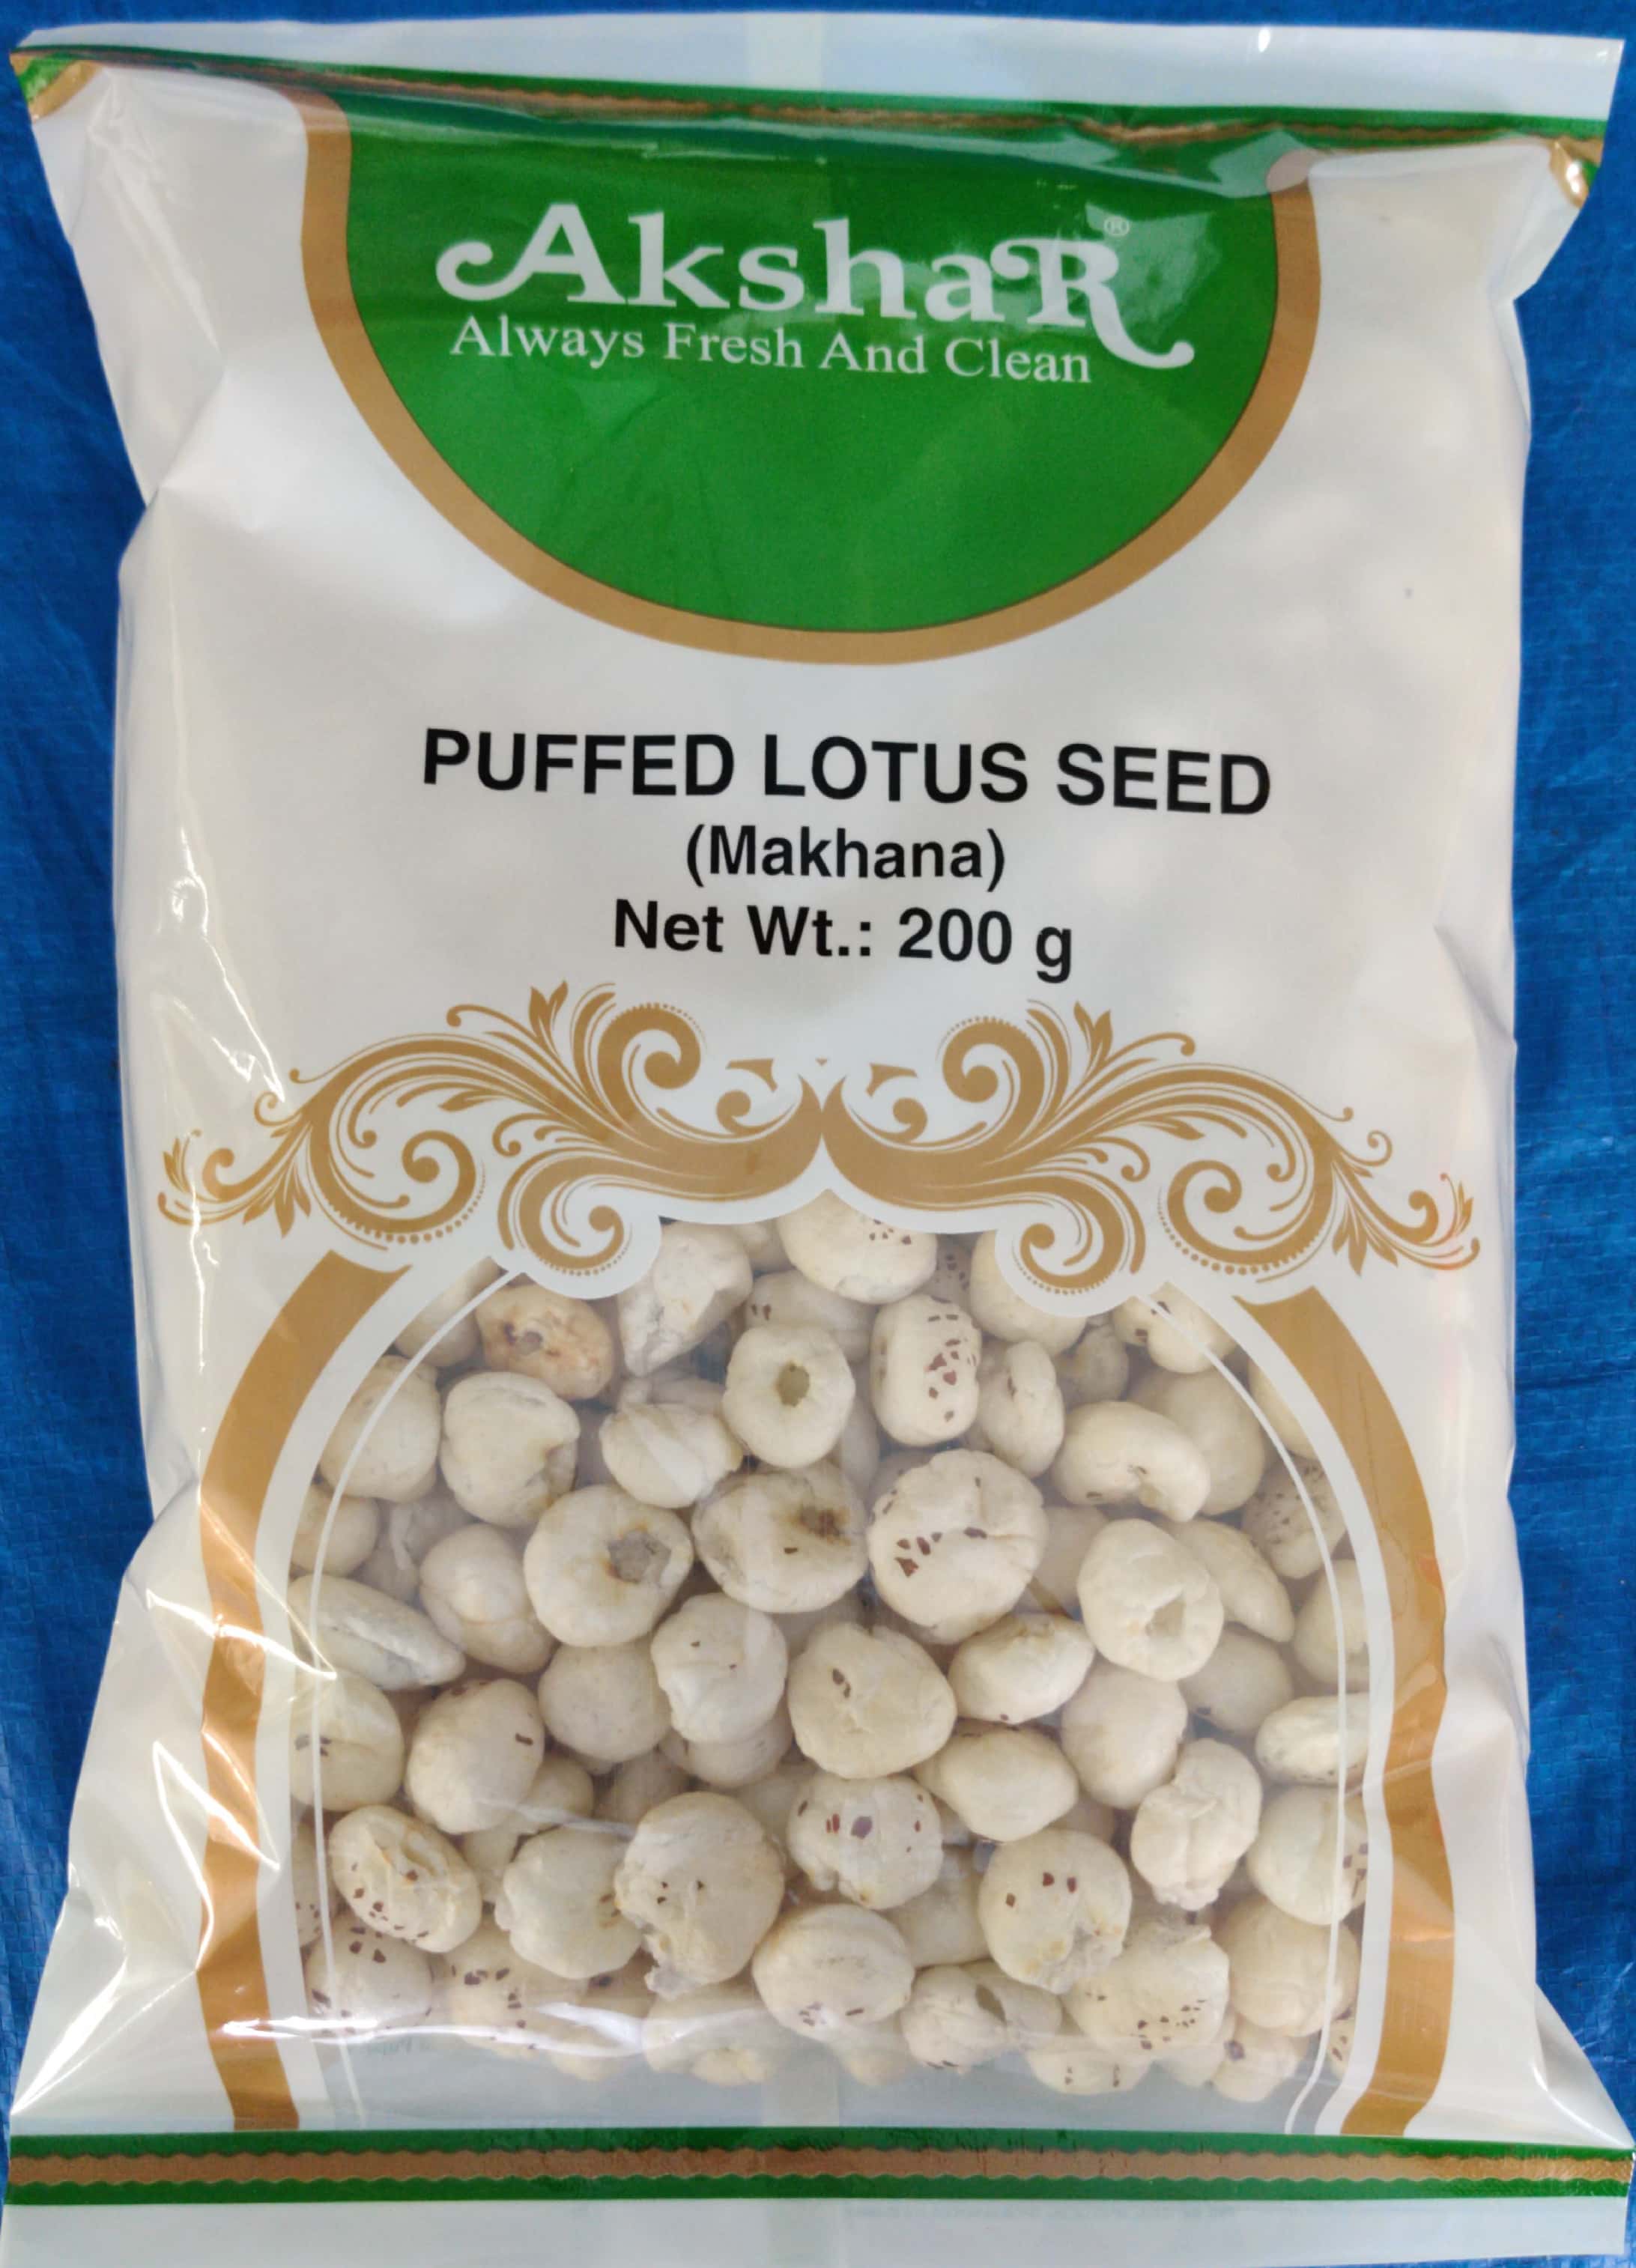 AkshaR®
Always Fresh And Clean
PUFFED LOTUS SEED
(Makhana)
Net Wt.: 200 g